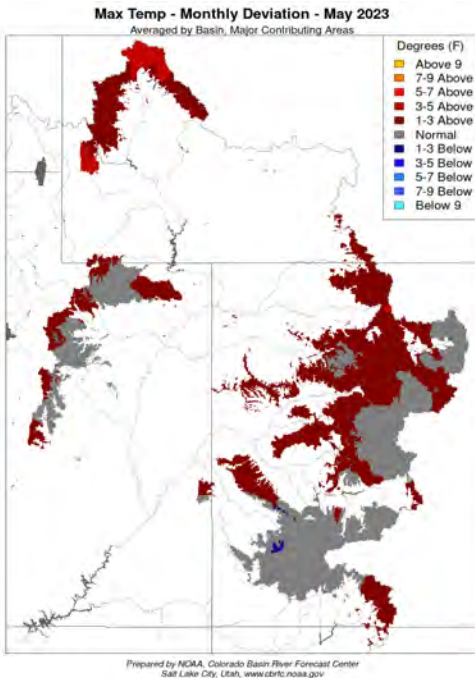 Max Temp - Monthly Deviation - May 2023
Averaged by Basin, Major Contributing Areas
Degrees (F)
Above 9
7-9 Above
5-7 Above
3-5 Above
1-3 Above
Normal
1-3 Below
3-5 Below
5-7 Below
7-9 Below
Below 9
Prepared by NOAA, Colorado Basin River Forecast Center
Salt Lake City, Utah, www.cbrfc.noaa.gov